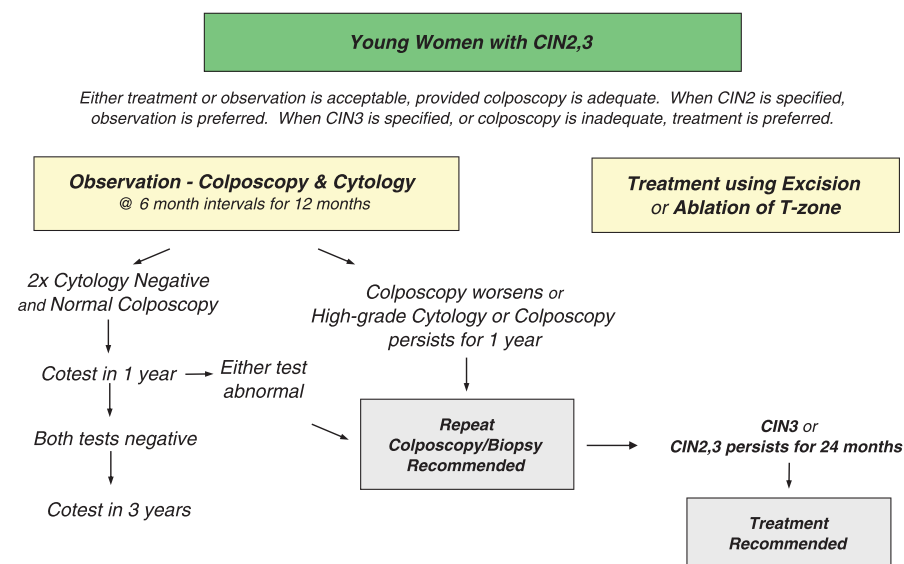 Young Women with CIN2,3
Either treatment or observation is acceptable, provided colposcopy is adequate.  When CIN2 is specified,
observation is preferred.  When CIN3 is specified, or colposcopy is inadequate, treatment is preferred.
Observation - Colposcopy & Cytology
@ 6 month intervals for 12 months
Treatment using Excision
or Ablation of T-zone
2x Cytology Negative
and Normal Colposcopy
Colposcopy worsens or
High-grade Cytology or Colposcopy
persists for 1 year
Cotest in 1 year
Either test
abnormal
Both tests negative
Cotest in 3 years
Repeat
Colposcopy/Biopsy
Recommended
CIN3 or
CIN2,3 persists for 24 months
Treatment
Recommended